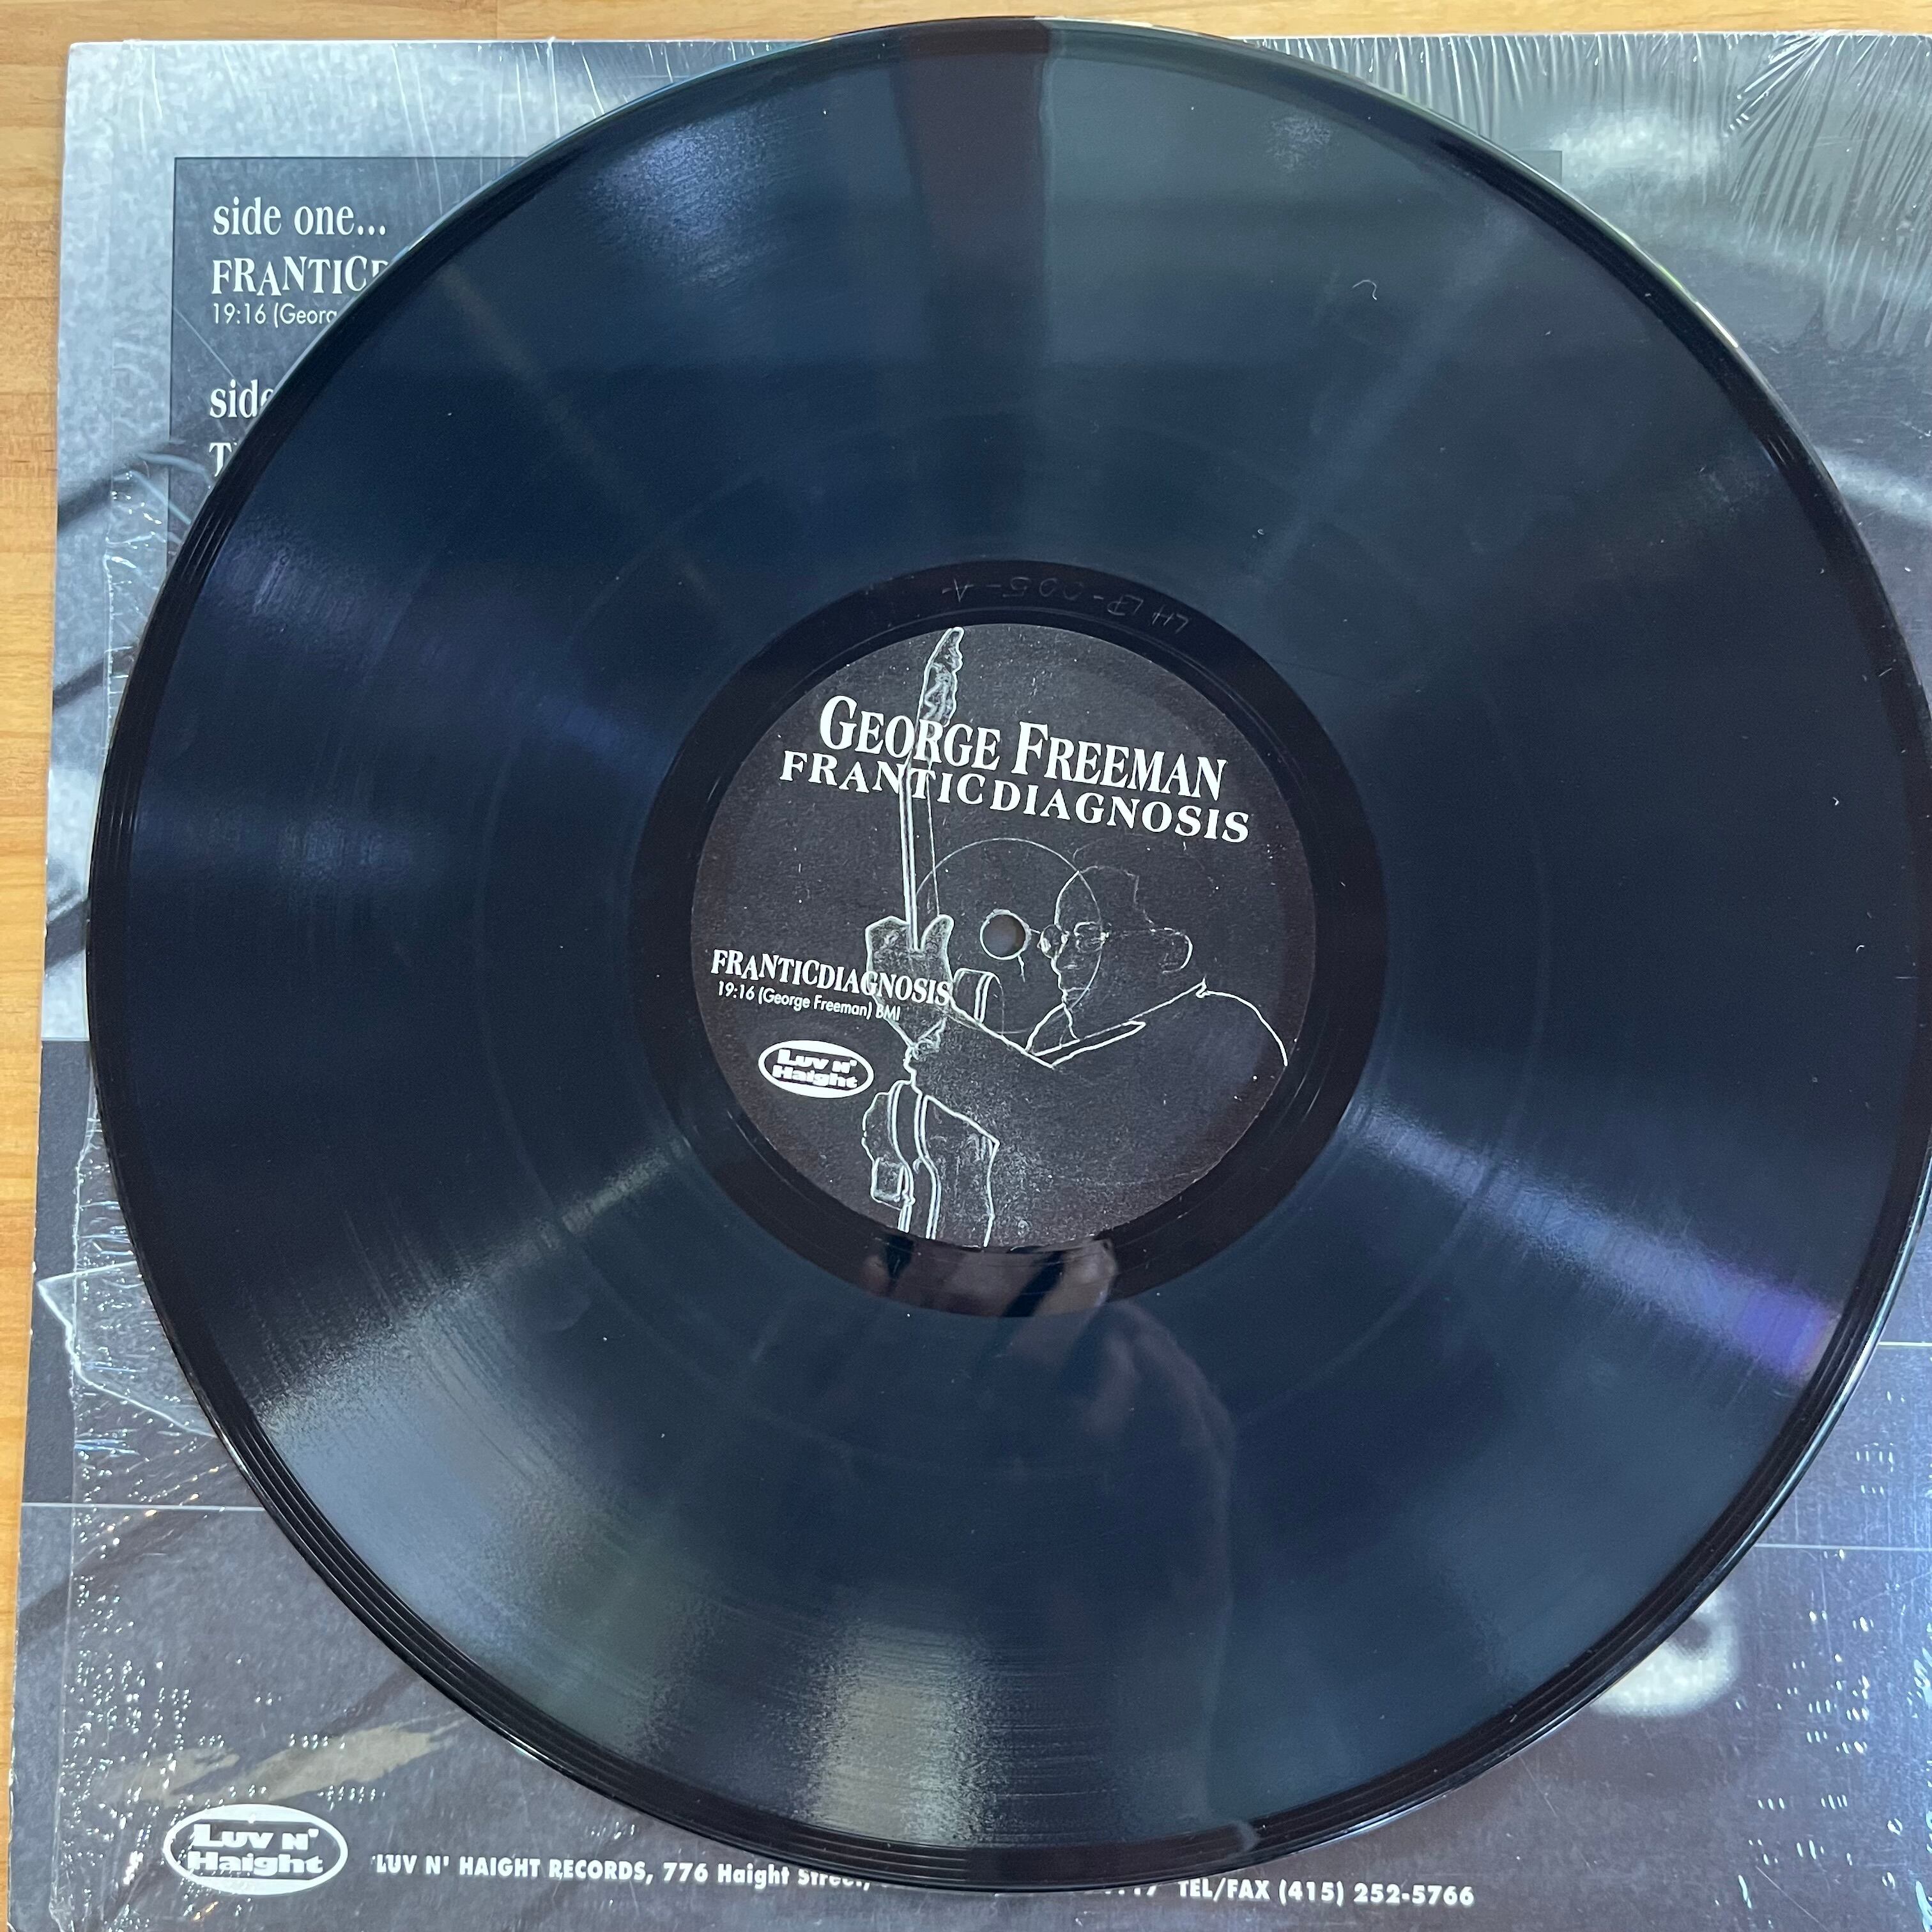 side one...
FRANTIC
19:16 (Georg
side
LHLP-005-A
GEORGE FREEMAN
FRANTICDIAGNOSIS
FRANTICDIAGNOSIS
19:16 (George Freeman) BMI
LUV N'
Haight
LUV N'
Haight
LUV N' HAIGHT RECORDS, 776 Haight Street, TEL/FAX (415) 252-5766